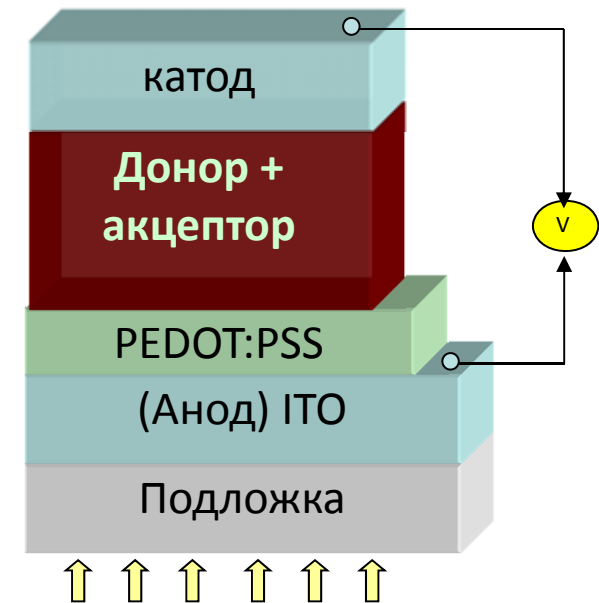 катод
Донор +
акцептор
V
PEDOT:PSS
(Анод) ITO
Подложка